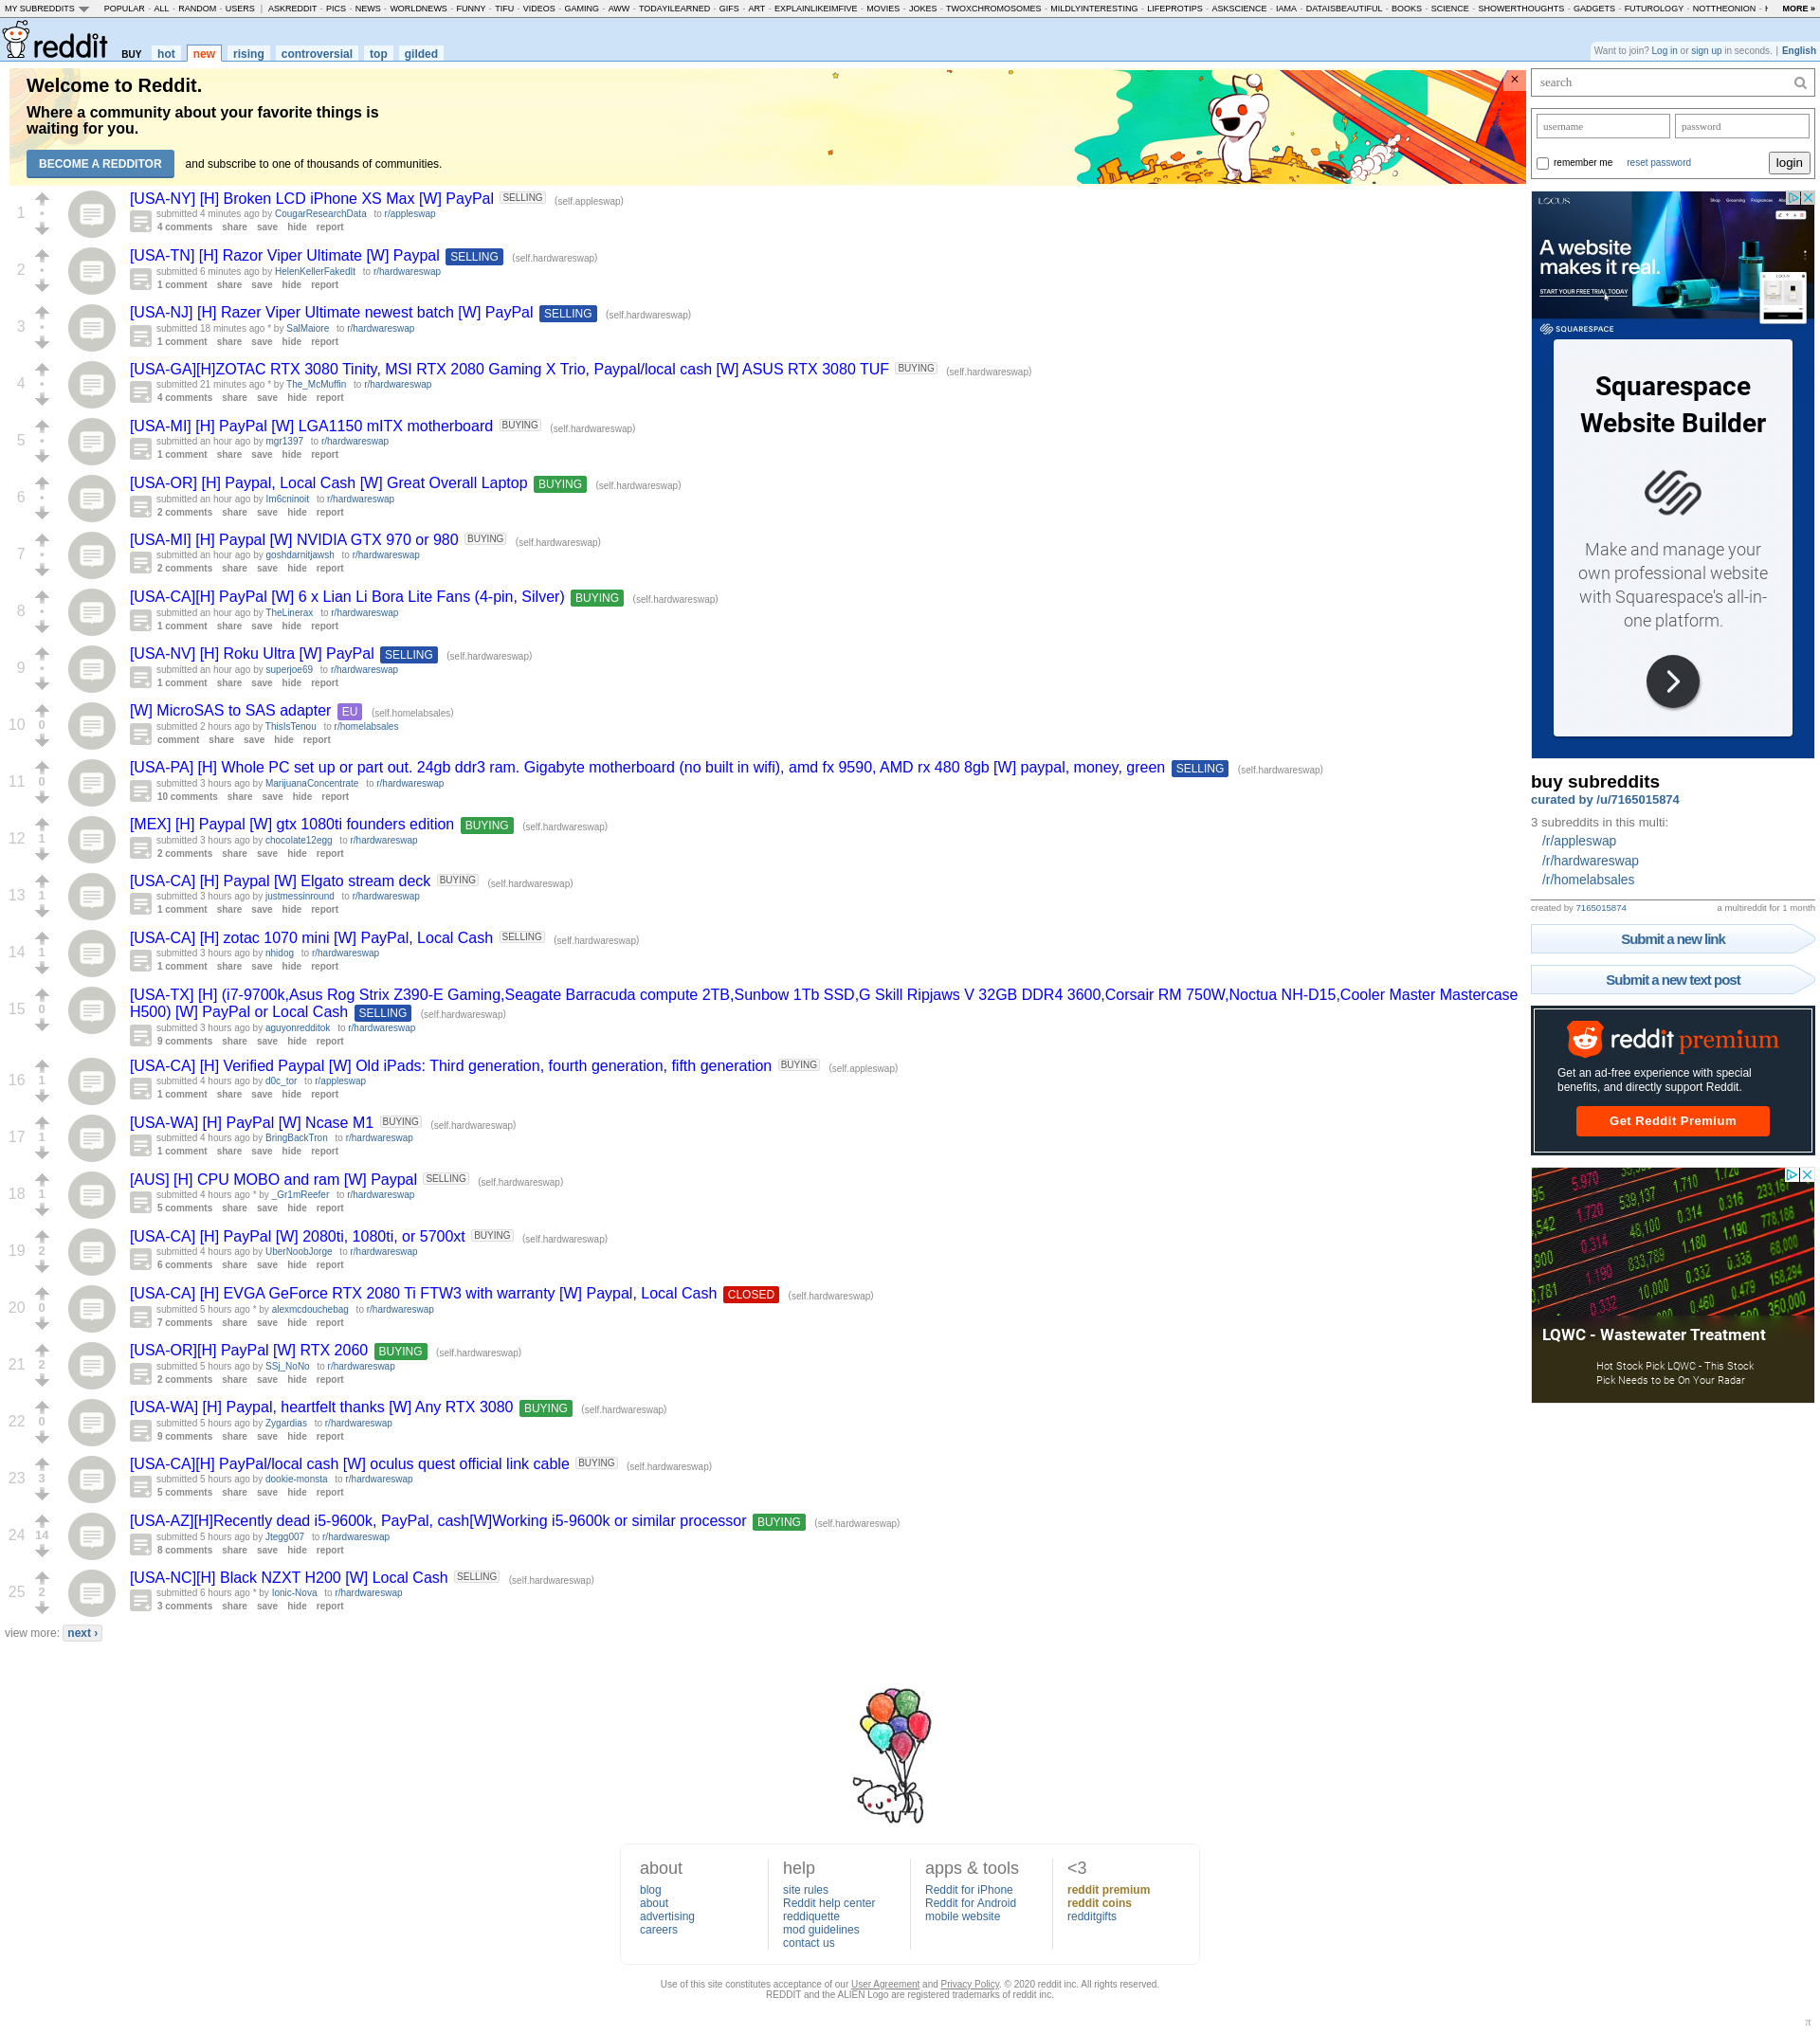 MY SUBREDDITS POPULAR - ALL - RANDOM - USERS | ASKREDDIT - PICS - NEWS - WORLDNEWS - FUNNY - TIFU - VIDEOS - GAMING - AWW - TODAYILEARNED - GIFS - ART - EXPLAINLIKEIMFIVE - MOVIES - JOKES - TWOXCHROMOSOMES - MILDLYINTERESTING - LIFEPROTIPS - ASKSCIENCE - IAMA - DATAISBEAUTIFUL - BOOKS - SCIENCE - SHOWERTHOUGHTS - GADGETS - FUTUROLOGY - NOTTHEONION - MORE »
reddit BUY hot new rising controversial top gilded
Want to join? Log in or sign up in seconds. | English
Welcome to Reddit.
Where a community about your favorite things is
waiting for you.
BECOME A REDDITOR and subscribe to one of thousands of communities.
1
[USA-NY] [H] Broken LCD iPhone XS Max [W] PayPal SELLING (self.appleswap)
submitted 4 minutes ago by CougarResearchData to r/appleswap
4 comments share save hide report
2
[USA-TN] [H] Razor Viper Ultimate [W] Paypal SELLING (self.hardwareswap)
submitted 6 minutes ago by HelenKellerFakedIt to r/hardwareswap
1 comment share save hide report
3
[USA-NJ] [H] Razer Viper Ultimate newest batch [W] PayPal SELLING (self.hardwareswap)
submitted 18 minutes ago * by SalMaiore to r/hardwareswap
1 comment share save hide report
4
[USA-GA][H]ZOTAC RTX 3080 Tinity, MSI RTX 2080 Gaming X Trio, Paypal/local cash [W] ASUS RTX 3080 TUF BUYING (self.hardwareswap)
submitted 21 minutes ago * by The_McMuffin to r/hardwareswap
4 comments share save hide report
5
[USA-MI] [H] PayPal [W] LGA1150 mITX motherboard BUYING (self.hardwareswap)
submitted an hour ago by mgr1397 to r/hardwareswap
1 comment share save hide report
6
[USA-OR] [H] Paypal, Local Cash [W] Great Overall Laptop BUYING (self.hardwareswap)
submitted an hour ago by Im6cninoit to r/hardwareswap
2 comments share save hide report
7
[USA-MI] [H] Paypal [W] NVIDIA GTX 970 or 980 BUYING (self.hardwareswap)
submitted an hour ago by goshdarnitjawsh to r/hardwareswap
2 comments share save hide report
8
[USA-CA][H] PayPal [W] 6 x Lian Li Bora Lite Fans (4-pin, Silver) BUYING (self.hardwareswap)
submitted an hour ago by TheLinerax to r/hardwareswap
1 comment share save hide report
9
[USA-NV] [H] Roku Ultra [W] PayPal SELLING (self.hardwareswap)
submitted an hour ago by superjoe69 to r/hardwareswap
1 comment share save hide report
10 0
[W] MicroSAS to SAS adapter EU (self.homelabsales)
submitted 2 hours ago by ThisIsTenou to r/homelabsales
comment share save hide report
11 0
[USA-PA] [H] Whole PC set up or part out. 24gb ddr3 ram. Gigabyte motherboard (no built in wifi), amd fx 9590, AMD rx 480 8gb [W] paypal, money, green SELLING (self.hardwareswap)
submitted 3 hours ago by MarijuanaConcentrate to r/hardwareswap
10 comments share save hide report
12 1
[MEX] [H] Paypal [W] gtx 1080ti founders edition BUYING (self.hardwareswap)
submitted 3 hours ago by chocolate12egg to r/hardwareswap
2 comments share save hide report
13 1
[USA-CA] [H] Paypal [W] Elgato stream deck BUYING (self.hardwareswap)
submitted 3 hours ago by justmessinround to r/hardwareswap
1 comment share save hide report
14 1
[USA-CA] [H] zotac 1070 mini [W] PayPal, Local Cash SELLING (self.hardwareswap)
submitted 3 hours ago by nhidog to r/hardwareswap
1 comment share save hide report
15 0
[USA-TX] [H] (i7-9700k,Asus Rog Strix Z390-E Gaming,Seagate Barracuda compute 2TB,Sunbow 1Tb SSD,G Skill Ripjaws V 32GB DDR4 3600,Corsair RM 750W,Noctua NH-D15,Cooler Master Mastercase
H500) [W] PayPal or Local Cash SELLING (self.hardwareswap)
submitted 3 hours ago by aguyonredditok to r/hardwareswap
9 comments share save hide report
16 1
[USA-CA] [H] Verified Paypal [W] Old iPads: Third generation, fourth generation, fifth generation BUYING (self.appleswap)
submitted 4 hours ago by d0c_tor to r/appleswap
1 comment share save hide report
17 1
[USA-WA] [H] PayPal [W] Ncase M1 BUYING (self.hardwareswap)
submitted 4 hours ago by BringBackTron to r/hardwareswap
1 comment share save hide report
18 1
[AUS] [H] CPU MOBO and ram [W] Paypal SELLING (self.hardwareswap)
submitted 4 hours ago * by _Gr1mReefer to r/hardwareswap
5 comments share save hide report
19 2
[USA-CA] [H] PayPal [W] 2080ti, 1080ti, or 5700xt BUYING (self.hardwareswap)
submitted 4 hours ago by UberNoobJorge to r/hardwareswap
6 comments share save hide report
20 0
[USA-CA] [H] EVGA GeForce RTX 2080 Ti FTW3 with warranty [W] Paypal, Local Cash CLOSED (self.hardwareswap)
submitted 5 hours ago * by alexmcdouchebag to r/hardwareswap
7 comments share save hide report
21 2
[USA-OR][H] PayPal [W] RTX 2060 BUYING (self.hardwareswap)
submitted 5 hours ago by SSj_NoNo to r/hardwareswap
2 comments share save hide report
22 0
[USA-WA] [H] Paypal, heartfelt thanks [W] Any RTX 3080 BUYING (self.hardwareswap)
submitted 5 hours ago by Zygardias to r/hardwareswap
9 comments share save hide report
23 3
[USA-CA][H] PayPal/local cash [W] oculus quest official link cable BUYING (self.hardwareswap)
submitted 5 hours ago by dookie-monsta to r/hardwareswap
5 comments share save hide report
24 14
[USA-AZ][H]Recently dead i5-9600k, PayPal, cash[W]Working i5-9600k or similar processor BUYING (self.hardwareswap)
submitted 5 hours ago by Jtegg007 to r/hardwareswap
8 comments share save hide report
25 2
[USA-NC][H] Black NZXT H200 [W] Local Cash SELLING (self.hardwareswap)
submitted 6 hours ago * by Ionic-Nova to r/hardwareswap
3 comments share save hide report
view more: next ›
search
username password
remember me reset password login
LOCUS
A website
makes it real.
START YOUR FREE TRIAL TODAY
SQUARESPACE
Squarespace
Website Builder
Make and manage your
own professional website
with Squarespace's all-in-
one platform.
buy subreddits
curated by /u/7165015874
3 subreddits in this multi:
/r/appleswap
/r/hardwareswap
/r/homelabsales
created by 7165015874 a multireddit for 1 month
Submit a new link
Submit a new text post
reddit premium
Get an ad-free experience with special
benefits, and directly support Reddit.
Get Reddit Premium
LQWC - Wastewater Treatment
Hot Stock Pick LQWC - This Stock
Pick Needs to be On Your Radar
about
blog
about
advertising
careers
help
site rules
Reddit help center
reddiquette
mod guidelines
contact us
apps & tools
Reddit for iPhone
Reddit for Android
mobile website
<3
reddit premium
reddit coins
redditgifts
Use of this site constitutes acceptance of our User Agreement and Privacy Policy. © 2020 reddit inc. All rights reserved.
REDDIT and the ALIEN Logo are registered trademarks of reddit inc.
π